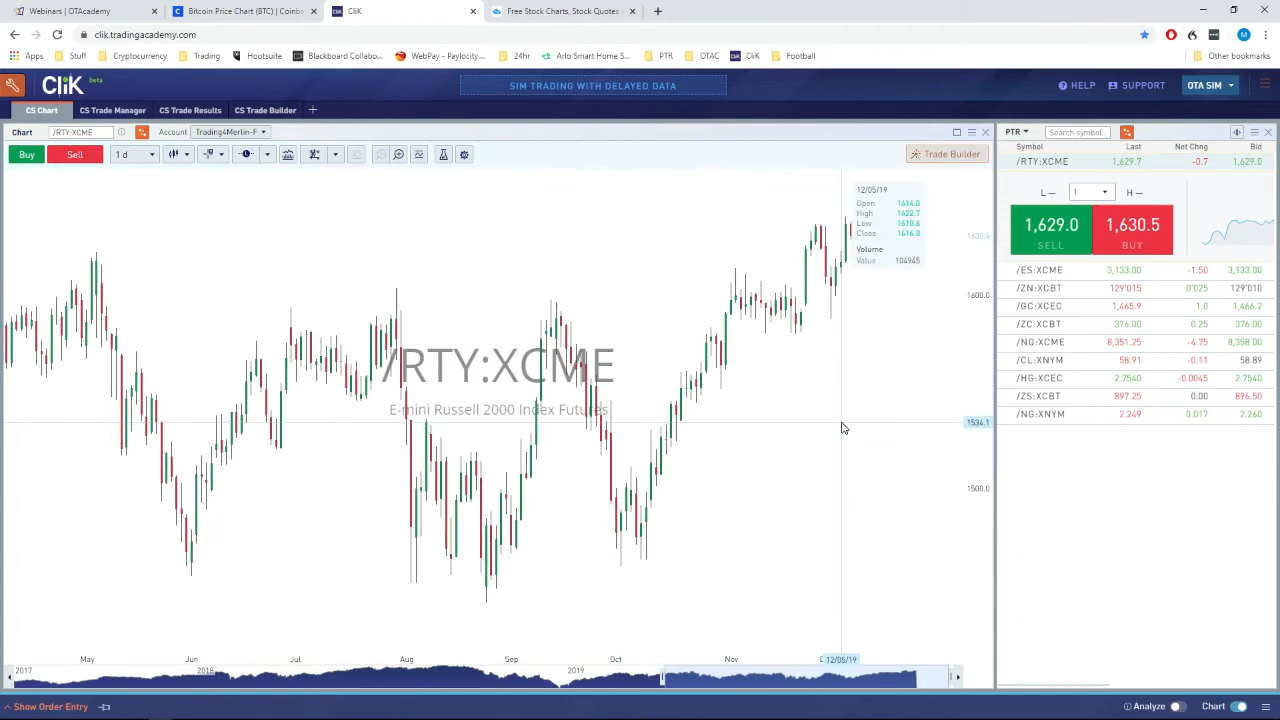 Webinars | OTAcademy
Bitcoin Price Chart (BTC) | Coinb
CliK
Free Stock Charts, Stock Quotes
clik.tradingacademy.com
Apps Stuff Cryptocurrency Trading Hootsuite Blackboard Collabo... WebPay - Paylocity... 24hr Arlo Smart Home S... PTR OTAC CliK Football Other bookmarks
CliK beta
SIM TRADING WITH DELAYED DATA
HELP SUPPORT OTA SIM
CS Chart CS Trade Manager CS Trade Results CS Trade Builder
Chart /RTY:XCME Account Trading4Merlin-F
Buy Sell 1 d Trade Builder
12/05/19
Open 1614.0
High 1622.7
Low 1610.6
Close 1616.8
Volume
Value 104945
1630.4
1600.0
1534.1
1500.0
/RTY:XCME
E-mini Russell 2000 Index Futures
May Jun Jul Aug Sep Oct Nov 12/05/19
2017 2018 2019
PTR Search symbol...
Symbol Last Net Chng Bid
/RTY:XCME 1,629.7 -0.7 1,629.0
L — 1 H —
1,629.0 SELL
1,630.5 BUY
/ES:XCME 3,133.00 -1.50 3,133.00
/ZN:XCBT 129'015 0'025 129'010
/GC:XCEC 1,465.9 1.0 1,466.2
/ZC:XCBT 376.00 0.25 376.00
/NQ:XCME 8,351.25 -4.75 8,358.00
/CL:XNYM 58.91 -0.11 58.89
/HG:XCEC 2.7540 -0.0045 2.7540
/ZS:XCBT 897.25 0.00 896.50
/NG:XNYM 2.249 0.017 2.260
Show Order Entry
Analyze Chart